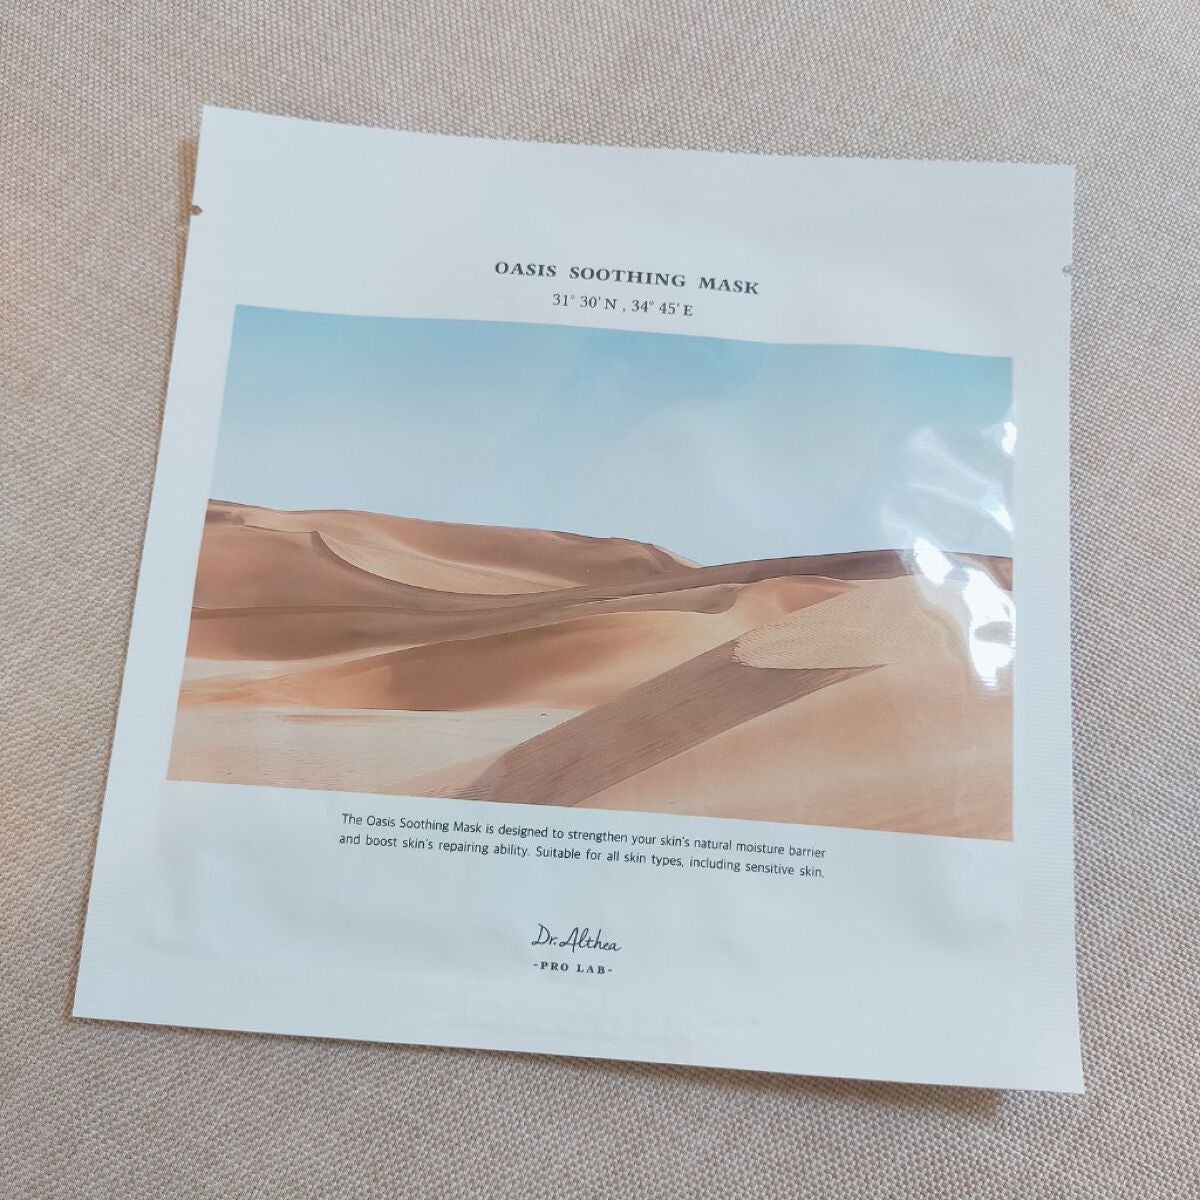 OASIS SOOTHING MASK
31° 30' N , 34° 45' E
The Oasis Soothing Mask is designed to strengthen your skin's natural moisture barrier
and boost skin's repairing ability. Suitable for all skin types, including sensitive skin.
Dr. Althea
-PRO LAB-